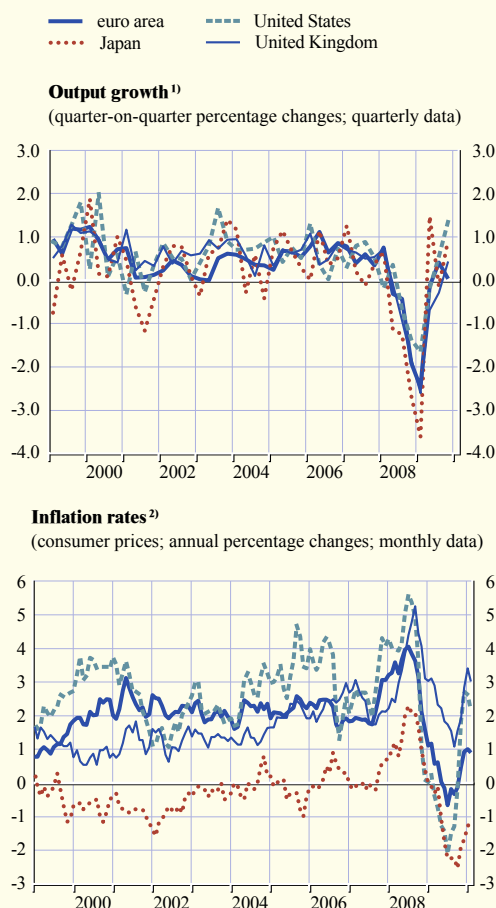 euro area United States
Japan United Kingdom
Output growth 1)
(quarter-on-quarter percentage changes; quarterly data)
3.0 3.0
2.0 2.0
1.0 1.0
0.0 0.0
-1.0 -1.0
-2.0 -2.0
-3.0 -3.0
-4.0 -4.0
2000 2002 2004 2006 2008
Inflation rates 2)
(consumer prices; annual percentage changes; monthly data)
6 6
5 5
4 4
3 3
2 2
1 1
0 0
-1 -1
-2 -2
-3 -3
2000 2002 2004 2006 2008